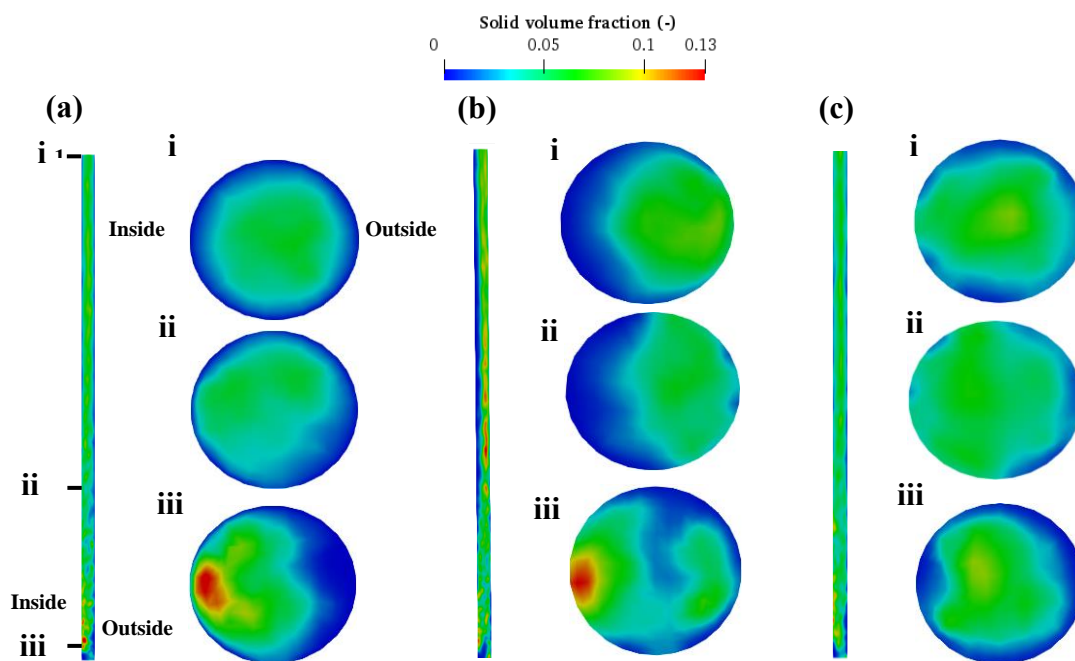 Solid volume fraction (-)
0 0.05 0.1 0.13
(a) (b) (c)
i 1 i i i
Inside Outside
ii ii ii
ii
iii iii iii
Inside
Outside
iii